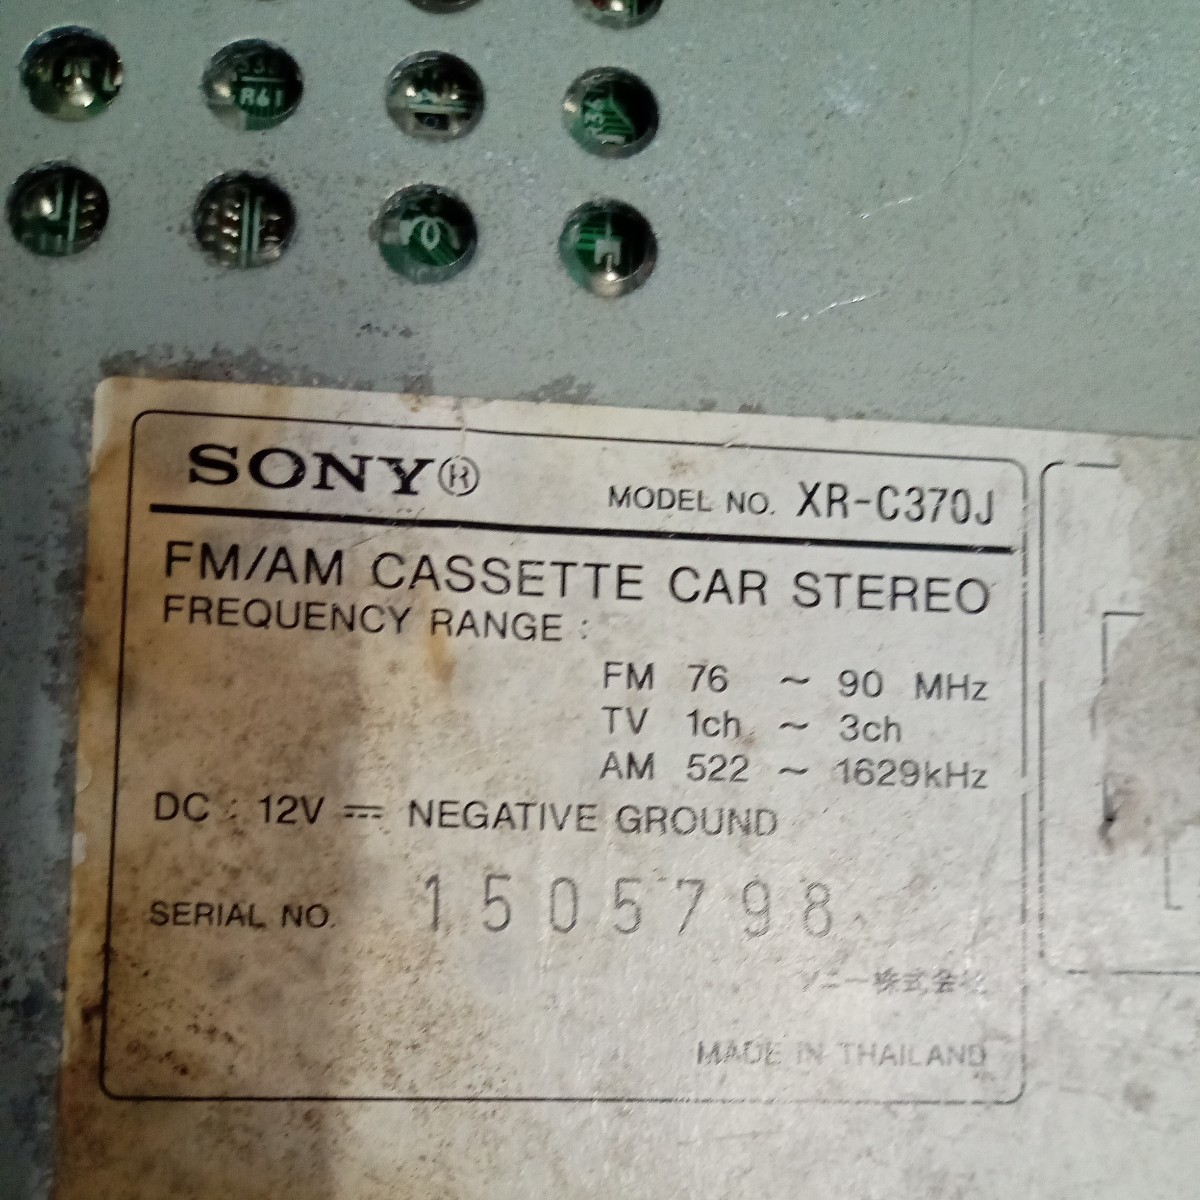 R61
SONY®
MODEL NO. XR-C370J
FM/AM CASSETTE CAR STEREO
FREQUENCY RANGE :
FM 76 ~ 90 MHz
TV 1ch ~ 3ch
AM 522 ~ 1629kHz
DC : 12V ⎓ NEGATIVE GROUND
SERIAL NO. 1505798
ソニー株式会社
MADE IN THAILAND